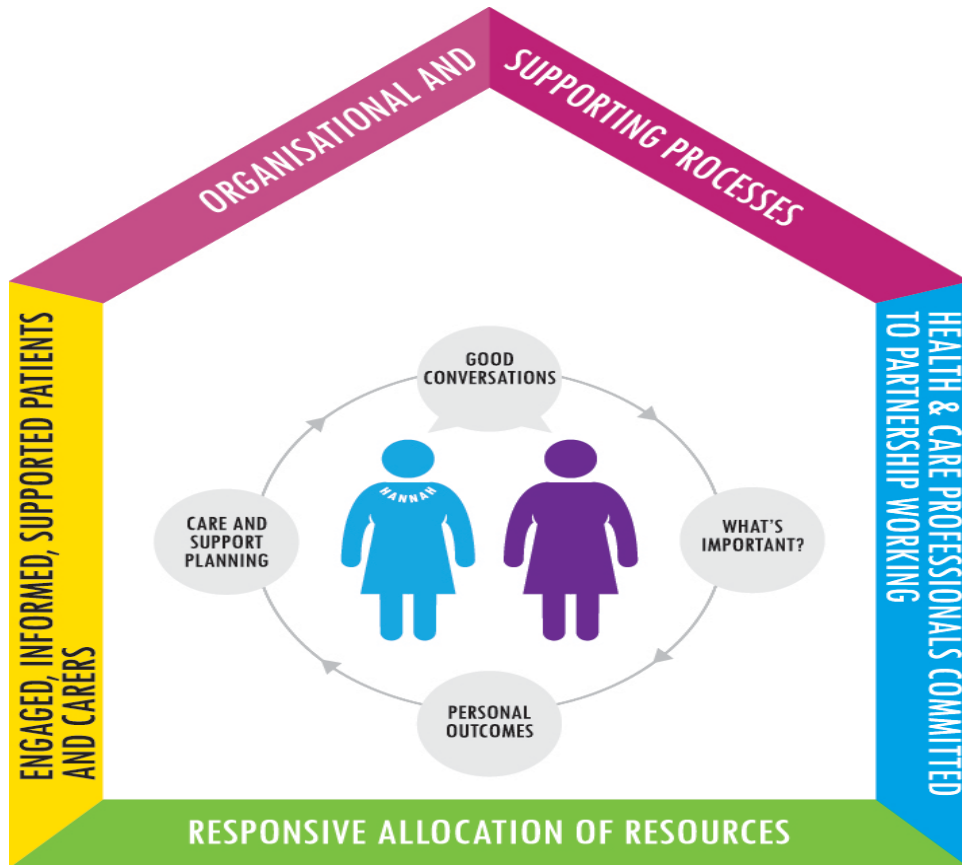 ORGANISATIONAL AND
SUPPORTING PROCESSES
ENGAGED, INFORMED, SUPPORTED PATIENTS
AND CARERS
HEALTH & CARE PROFESSIONALS COMMITTED
TO PARTNERSHIP WORKING
GOOD
CONVERSATIONS
HANNAH
CARE AND
SUPPORT
PLANNING
WHAT'S
IMPORTANT?
PERSONAL
OUTCOMES
RESPONSIVE ALLOCATION OF RESOURCES